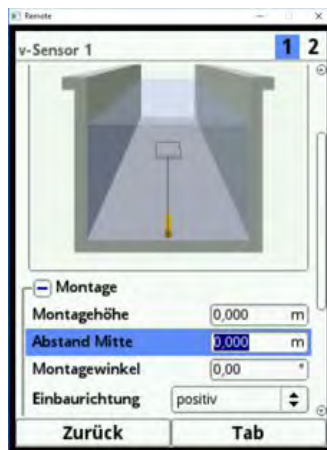 Remote
v-Sensor 1 1 2
Montage
Montagehöhe 0,000 m
Abstand Mitte 0,000 m
Montagewinkel 0,00 °
Einbaurichtung positiv
Zurück Tab